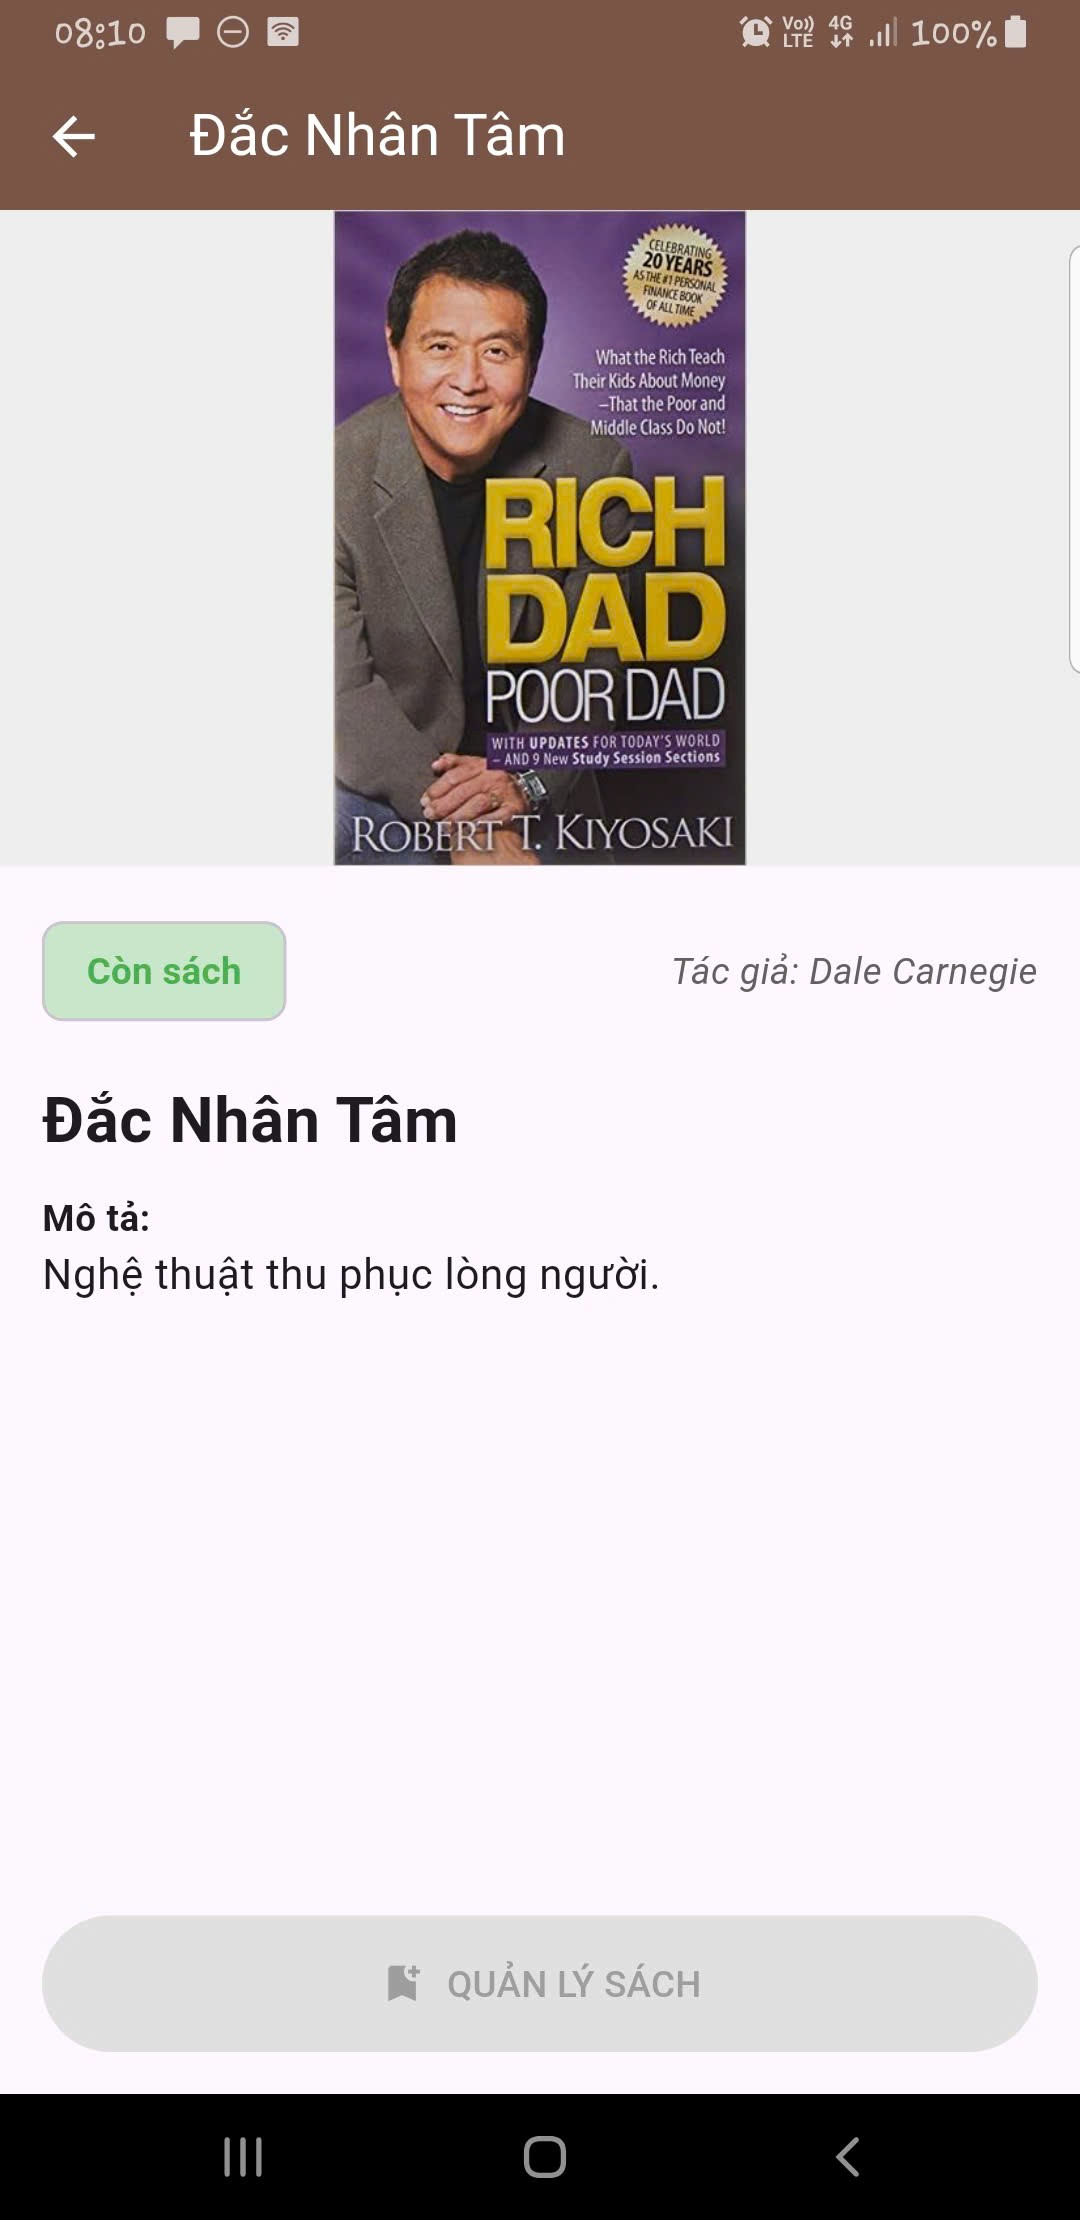 08:10
Vo)) LTE 4G 100%
Đắc Nhân Tâm
CELEBRATING
20 YEARS
AS THE #1 PERSONAL
FINANCE BOOK
OF ALL TIME
What the Rich Teach
Their Kids About Money
–That the Poor and
Middle Class Do Not!
RICH
DAD
POOR DAD
WITH UPDATES FOR TODAY'S WORLD
– AND 9 New Study Session Sections
ROBERT T. KIYOSAKI
Còn sách
Tác giả: Dale Carnegie
Đắc Nhân Tâm
Mô tả:
Nghệ thuật thu phục lòng người.
QUẢN LÝ SÁCH